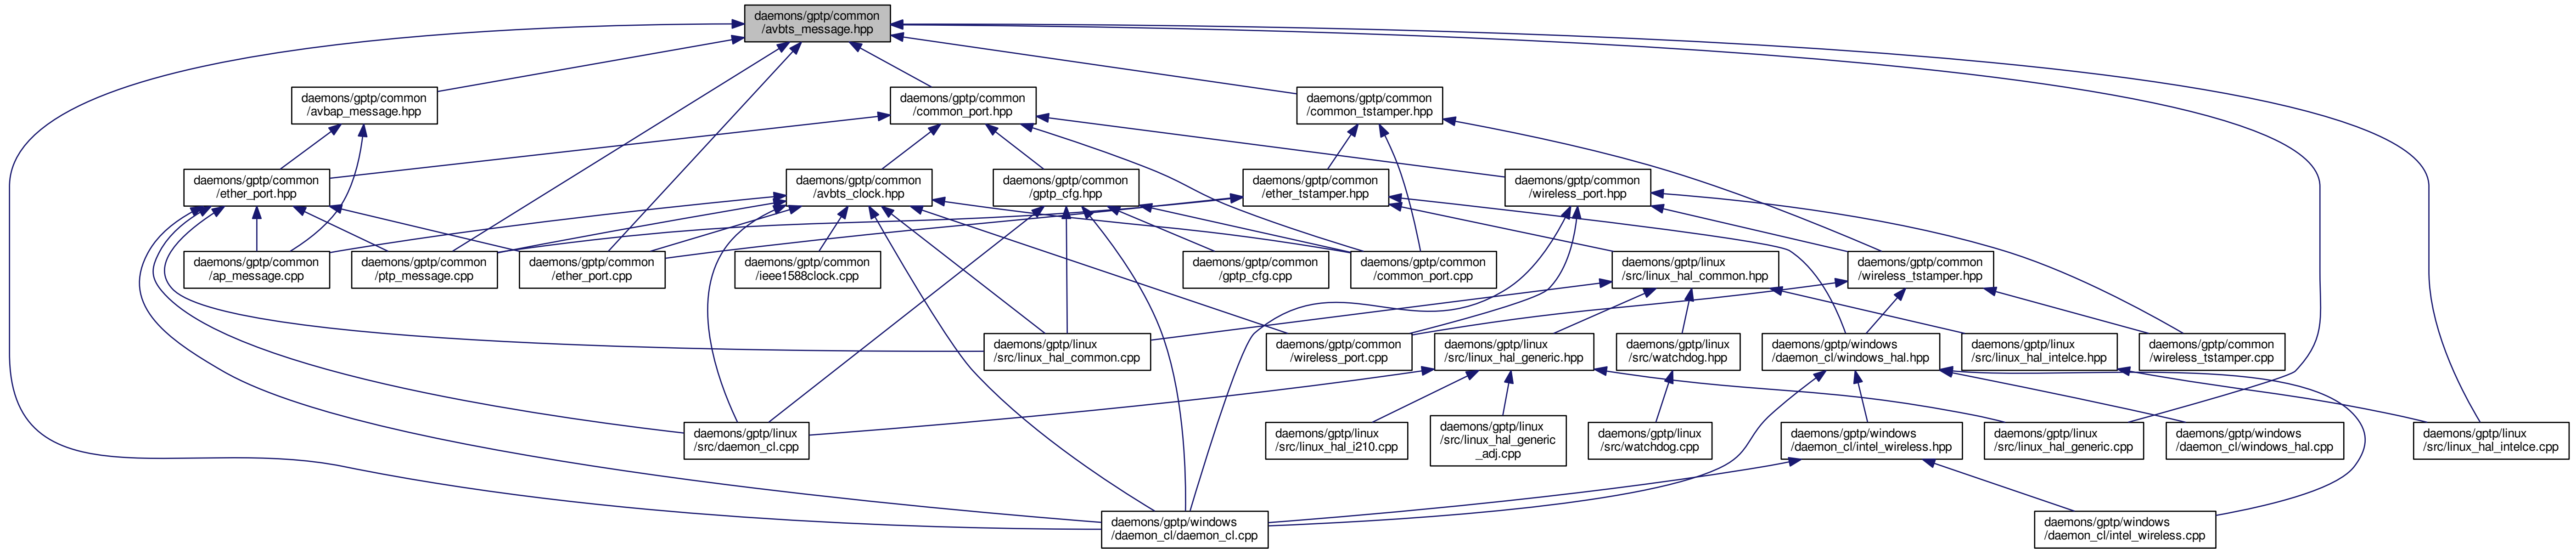 daemons/gptp/common
/avbts_message.hpp
daemons/gptp/common
/avbap_message.hpp
daemons/gptp/common
/common_port.hpp
daemons/gptp/common
/common_tstamper.hpp
daemons/gptp/common
/ether_port.hpp
daemons/gptp/common
/avbts_clock.hpp
daemons/gptp/common
/gptp_cfg.hpp
daemons/gptp/common
/ether_tstamper.hpp
daemons/gptp/common
/wireless_port.hpp
daemons/gptp/common
/ap_message.cpp
daemons/gptp/common
/ptp_message.cpp
daemons/gptp/common
/ether_port.cpp
daemons/gptp/common
/ieee1588clock.cpp
daemons/gptp/common
/gptp_cfg.cpp
daemons/gptp/common
/common_port.cpp
daemons/gptp/linux
/src/linux_hal_common.hpp
daemons/gptp/common
/wireless_tstamper.hpp
daemons/gptp/linux
/src/linux_hal_common.cpp
daemons/gptp/common
/wireless_port.cpp
daemons/gptp/linux
/src/linux_hal_generic.hpp
daemons/gptp/linux
/src/watchdog.hpp
daemons/gptp/windows
/daemon_cl/windows_hal.hpp
daemons/gptp/linux
/src/linux_hal_intelce.hpp
daemons/gptp/common
/wireless_tstamper.cpp
daemons/gptp/linux
/src/daemon_cl.cpp
daemons/gptp/linux
/src/linux_hal_i210.cpp
daemons/gptp/linux
/src/linux_hal_generic
_adj.cpp
daemons/gptp/linux
/src/watchdog.cpp
daemons/gptp/windows
/daemon_cl/intel_wireless.hpp
daemons/gptp/linux
/src/linux_hal_generic.cpp
daemons/gptp/windows
/daemon_cl/windows_hal.cpp
daemons/gptp/linux
/src/linux_hal_intelce.cpp
daemons/gptp/windows
/daemon_cl/daemon_cl.cpp
daemons/gptp/windows
/daemon_cl/intel_wireless.cpp